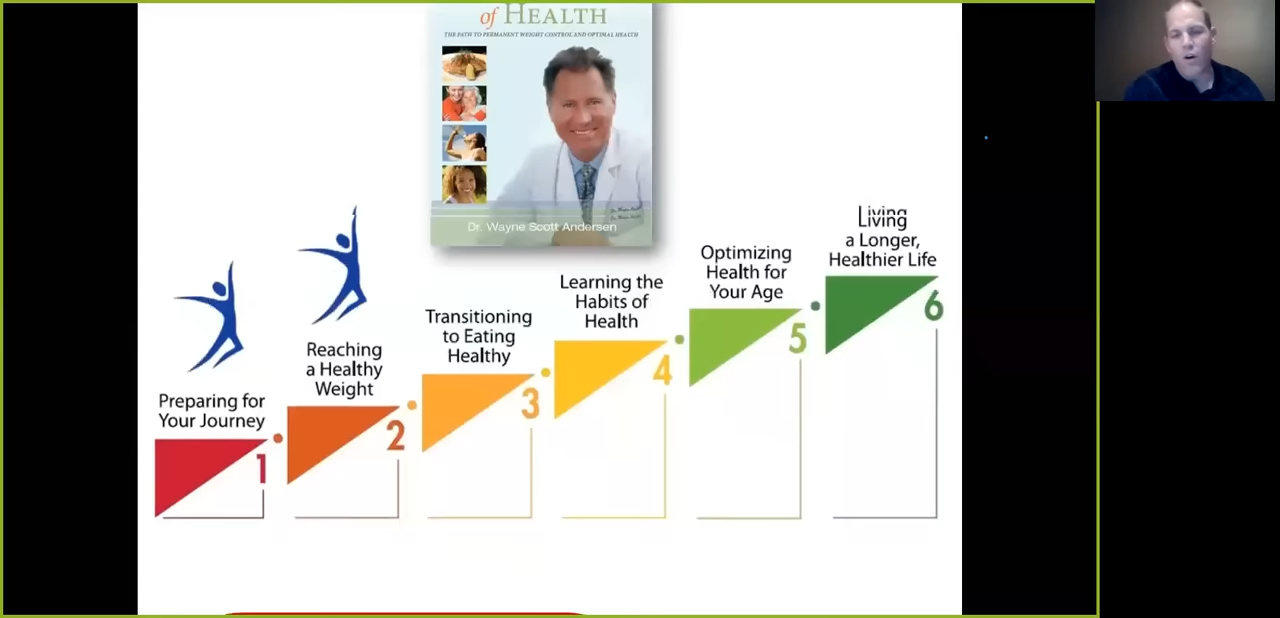 of HEALTH
THE PATH TO PERMANENT WEIGHT CONTROL AND OPTIMAL HEALTH
Dr. Wayne Scott Andersen
Living
a Longer,
Healthier Life
6
Optimizing
Health for
Your Age
5
Learning the
Habits of
Health
4
Transitioning
to Eating
Healthy
3
Reaching
a Healthy
Weight
2
Preparing for
Your Journey
1